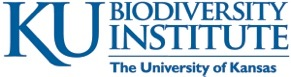 KU BIODIVERSITY
INSTITUTE
The University of Kansas